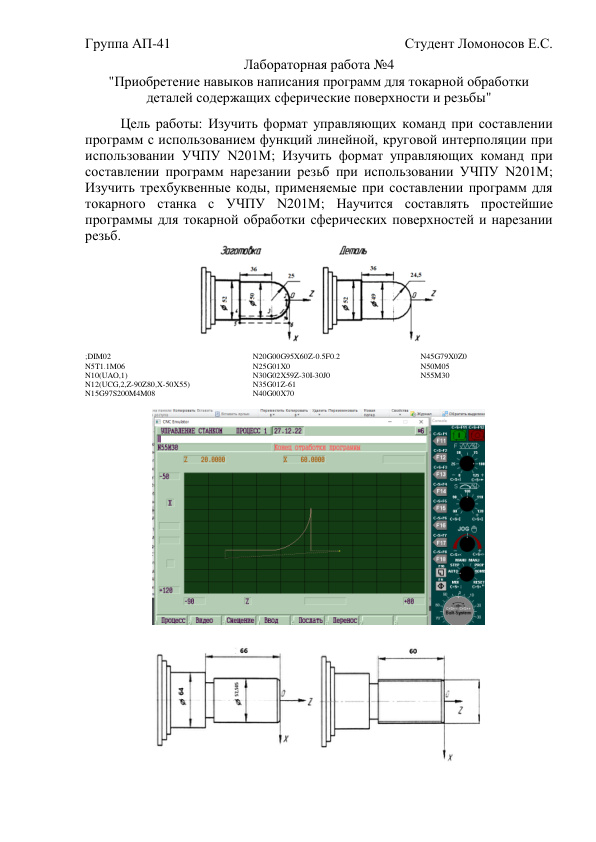 Группа АП-41 Студент Ломоносов Е.С.
Лабораторная работа №4
"Приобретение навыков написания программ для токарной обработки
деталей содержащих сферические поверхности и резьбы"
Цель работы: Изучить формат управляющих команд при составлении
программ с использованием функций линейной, круговой интерполяции при
использовании УЧПУ N201M; Изучить формат управляющих команд при
составлении программ нарезании резьб при использовании УЧПУ N201M;
Изучить трехбуквенные коды, применяемые при составлении программ для
токарного станка с УЧПУ N201M; Научится составлять простейшие
программы для токарной обработки сферических поверхностей и нарезании
резьб.
Заготовка Деталь
36 25 36 24,5
ø 52 ø 50 Z ø 52 ø 49 Z
X X
;DIM02
N5T1.1M06
N10(UAO,1)
N12(UCG,2,Z-90Z80,X-50X55)
N15G97S200M4M08
N20G00G95X60Z-0.5F0.2
N25G01X0
N30G02X59Z-30I-30J0
N35G01Z-61
N40G00X70
N45G79X0Z0
N50M05
N55M30
CNC Emulator
УПРАВЛЕНИЕ СТАНКОМ ПРОЦЕСС 1 27.12.22
N55M30 Конец отработки программы
20.0000 60.0000
-50
X
+120
-90 Z +80
Процесс Видео Смещение Ввод Послать Перенос
F11
F12
F13
F14
F15
F16
F17
F18
JOG
66 60
ø 64 Z Z
X X